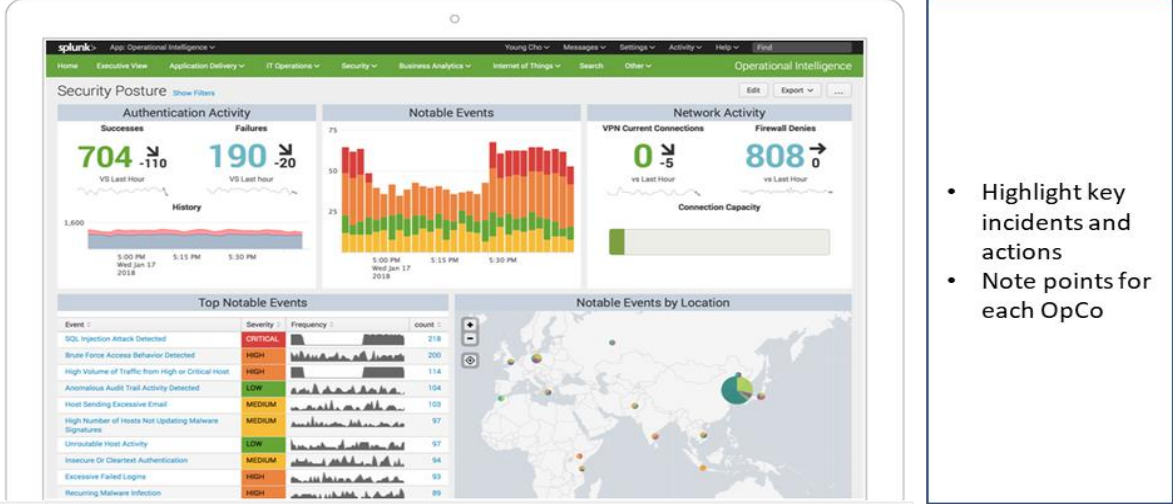 splunk> App: Operational Intelligence Young Cho Messages Settings Activity Help Find
Home Executive View Application Delivery IT Operations Security Business Analytics Internet of Things Search Other Operational Intelligence
Security Posture Show Filters Edit Export ...
Authentication Activity
Successes Failures
704 -110 190 -20
VS Last Hour VS Last hour
History
1,600
5:00 PM 5:15 PM 5:30 PM
Wed Jan 17
2018
Notable Events
75
50
25
5:00 PM 5:15 PM 5:30 PM
Wed Jan 17
2018
Network Activity
VPN Current Connections Firewall Denies
0 -5 808 0
vs Last Hour vs Last Hour
Connection Capacity
Top Notable Events
Event Severity Frequency count
SQL Injection Attack Detected CRITICAL 218
Brute Force Access Behavior Detected HIGH 200
High Volume of Traffic from High or Critical Host HIGH 114
Anomalous Audit Trail Activity Detected LOW 104
Host Sending Excessive Email MEDIUM 103
High Number of Hosts Not Updating Malware MEDIUM 97
Signatures
Unroutable Host Activity LOW 97
Insecure Or Cleartext Authentication MEDIUM 94
Excessive Failed Logins HIGH 93
Recurring Malware Infection HIGH 89
Notable Events by Location
+
-
• Highlight key
incidents and
actions
• Note points for
each OpCo